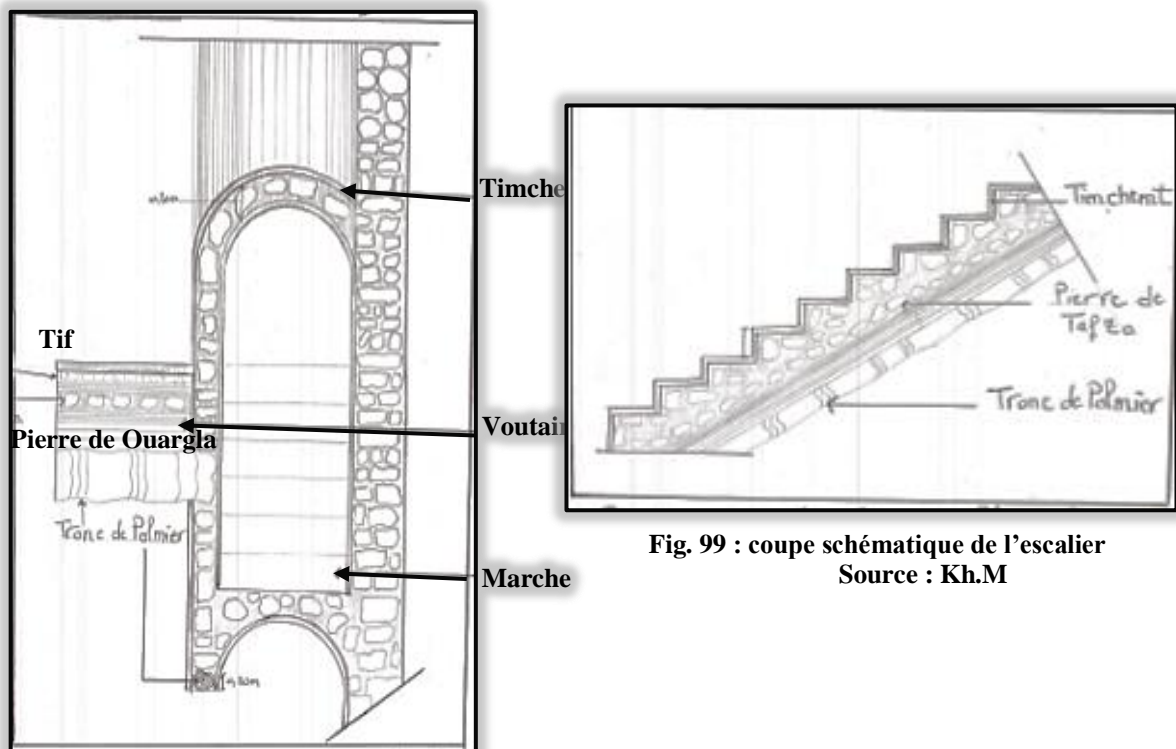 Timche
Tif
Voutair
Pierre de Ouargla
Tronc de Palmier
Marche
Timchemt
Pierre de
Tafza
Tronc de Palmier
Fig. 99 : coupe schématique de l’escalier
Source : Kh.M